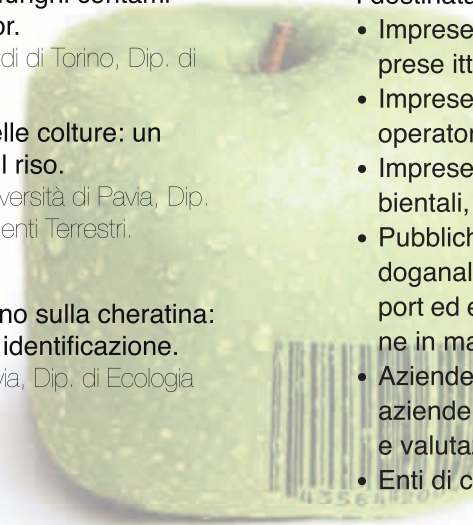 or.
di di Torino, Dip. di
elle colture: un
l riso.
versità di Pavia, Dip.
enti Terrestri.
no sulla cheratina:
identificazione.
via, Dip. di Ecologia
• Imprese
prese itt
• Imprese
operator
• Imprese
bientali,
• Pubblich
doganal
port ed e
ne in ma
• Aziende
aziende
e valuta
• Enti di c